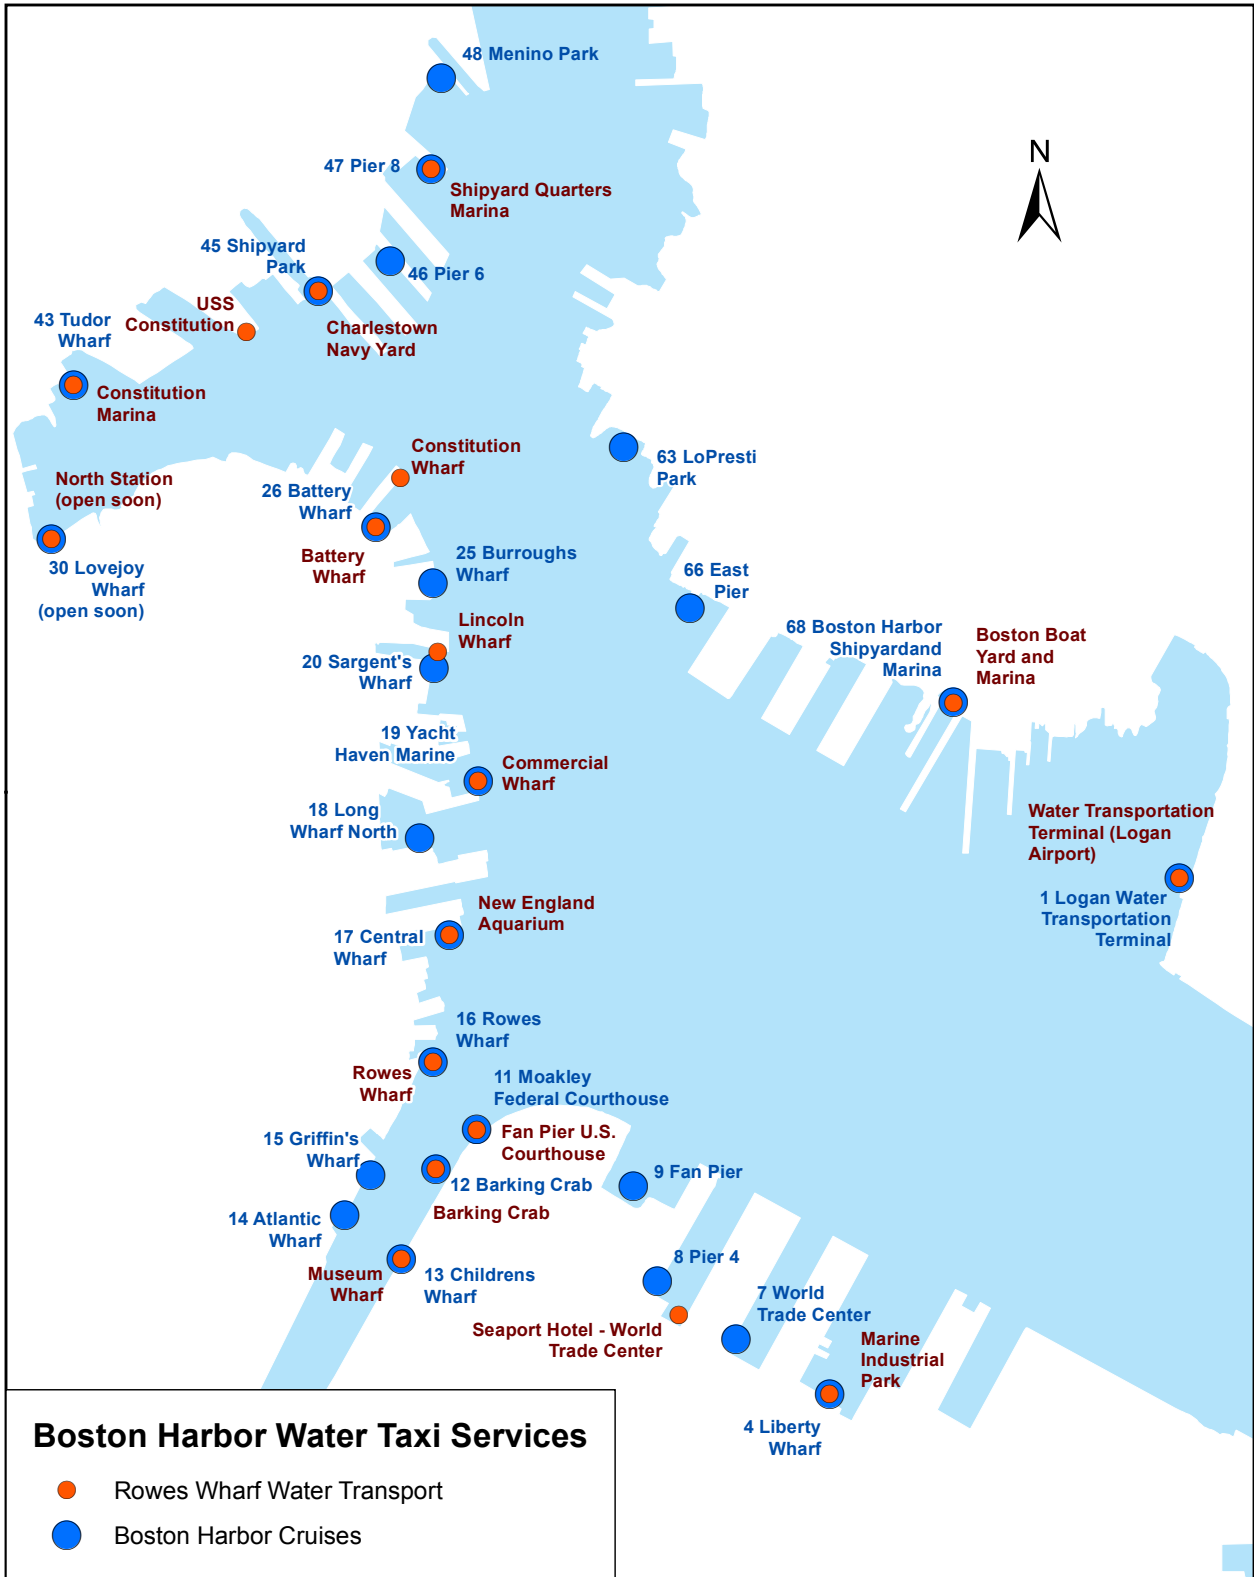 48 Menino Park
N
47 Pier 8
Shipyard Quarters
Marina
45 Shipyard
Park
46 Pier 6
USS
Constitution
43 Tudor
Wharf
Charlestown
Navy Yard
Constitution
Marina
Constitution
Wharf
63 LoPresti
Park
North Station
(open soon)
26 Battery
Wharf
Battery
Wharf
25 Burroughs
Wharf
30 Lovejoy
Wharf
(open soon)
66 East
Pier
Lincoln
Wharf
68 Boston Harbor
Shipyardand
Marina
Boston Boat
Yard and
Marina
20 Sargent's
Wharf
19 Yacht
Haven Marine
Commercial
Wharf
18 Long
Wharf North
Water Transportation
Terminal (Logan
Airport)
1 Logan Water
Transportation
Terminal
New England
Aquarium
17 Central
Wharf
16 Rowes
Wharf
Rowes
Wharf
11 Moakley
Federal Courthouse
Fan Pier U.S.
Courthouse
15 Griffin's
Wharf
9 Fan Pier
12 Barking Crab
Barking Crab
14 Atlantic
Wharf
8 Pier 4
Museum
Wharf
13 Childrens
Wharf
7 World
Trade Center
Seaport Hotel - World
Trade Center
Marine
Industrial
Park
4 Liberty
Wharf
Boston Harbor Water Taxi Services
Rowes Wharf Water Transport
Boston Harbor Cruises